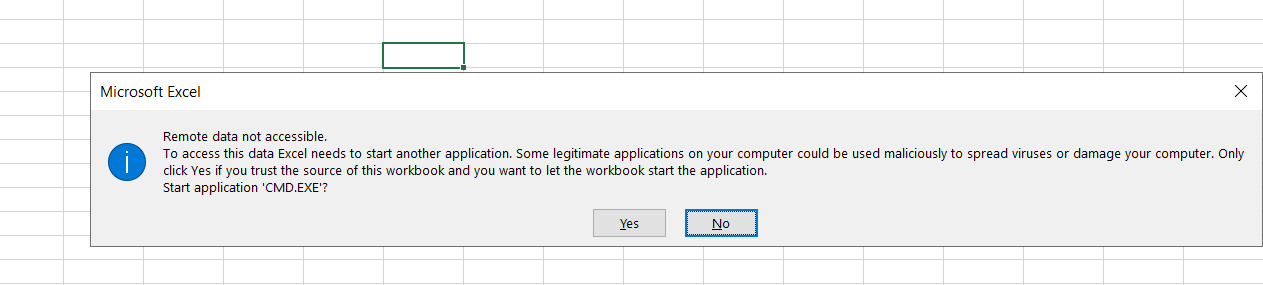 Microsoft Excel
Remote data not accessible.
To access this data Excel needs to start another application. Some legitimate applications on your computer could be used maliciously to spread viruses or damage your computer. Only
click Yes if you trust the source of this workbook and you want to let the workbook start the application.
Start application 'CMD.EXE'?
Yes
No